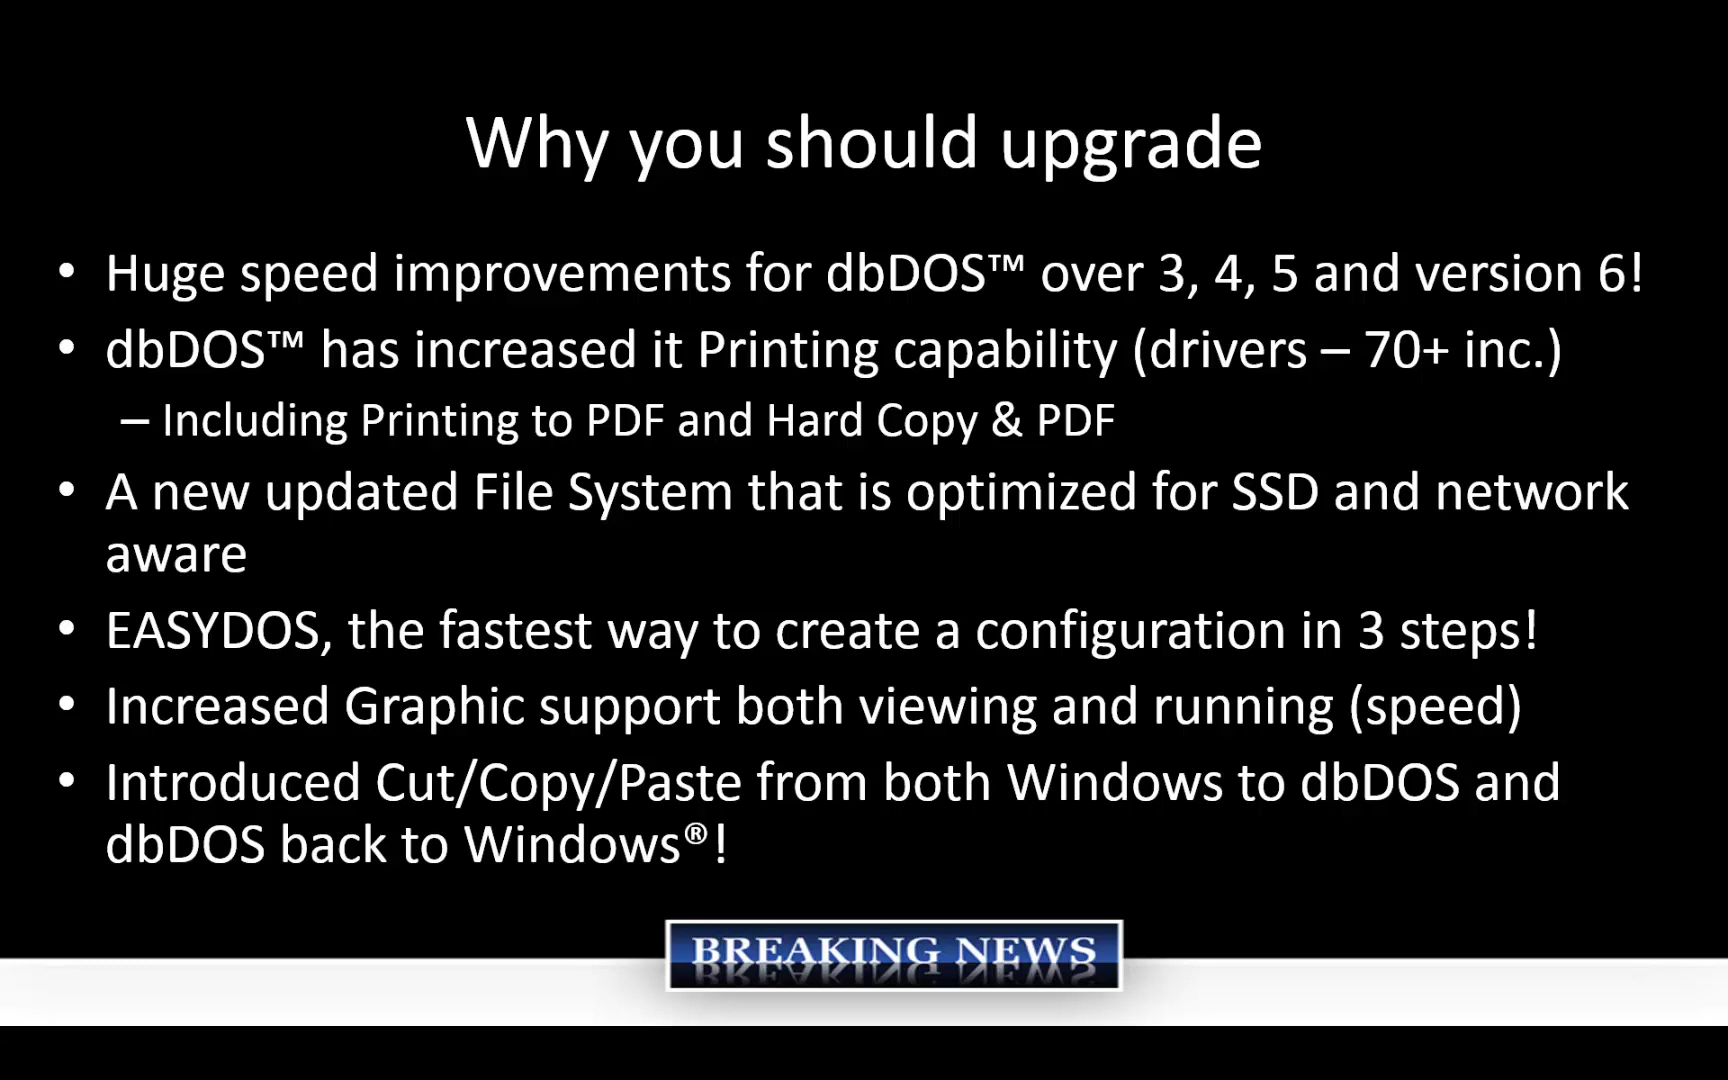 Why you should upgrade
• Huge speed improvements for dbDOS™ over 3, 4, 5 and version 6!
• dbDOS™ has increased it Printing capability (drivers – 70+ inc.)
– Including Printing to PDF and Hard Copy & PDF
• A new updated File System that is optimized for SSD and network
aware
• EASYDOS, the fastest way to create a configuration in 3 steps!
• Increased Graphic support both viewing and running (speed)
• Introduced Cut/Copy/Paste from both Windows to dbDOS and
dbDOS back to Windows®!
BREAKING NEWS